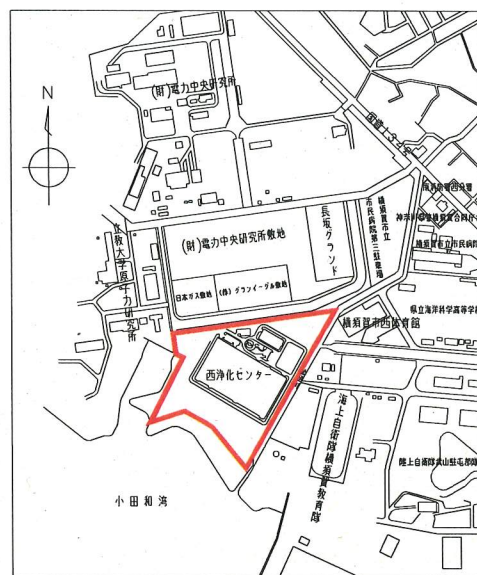 (財)電力中央研究所
N
国道134号
横須賀市立市民病院
県立海洋科学高等学校
横須賀市立
市民病院第三駐車場
長坂グランド
(財)電力中央研究所敷地
立教大学原子力研究所
日本ガス敷地
(株)グランイーグル敷地
横須賀市西体育館
西浄化センター
海上自衛隊横須賀教育隊
陸上自衛隊武山駐屯部隊
小田和湾